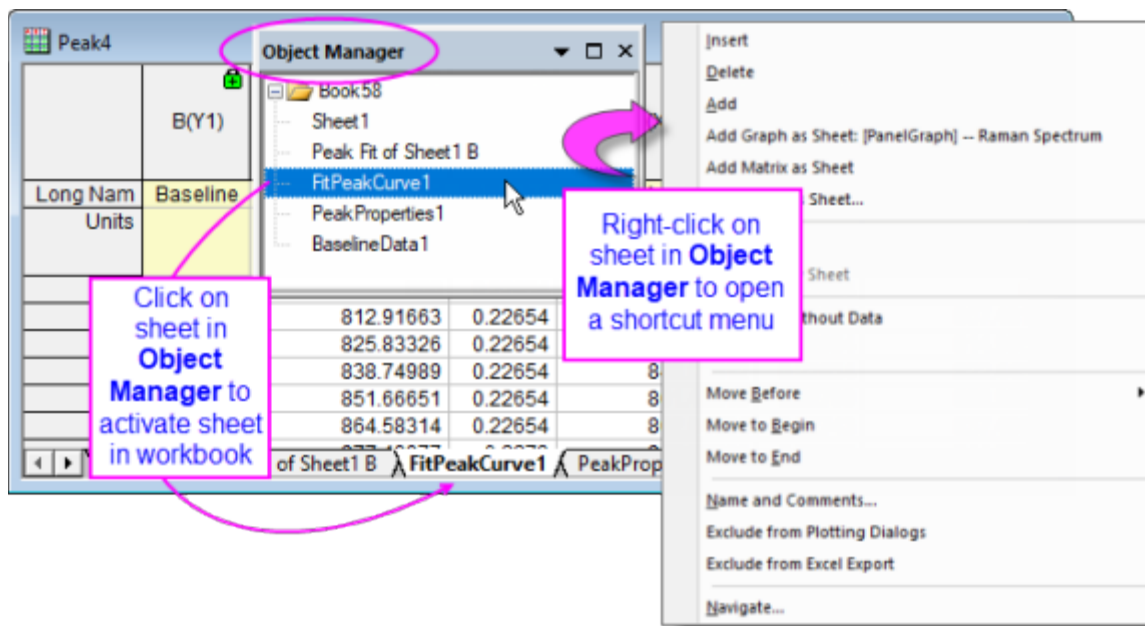 Peak4
B(Y1)
Long Nam Baseline
Units
Object Manager
Book58
Sheet1
Peak Fit of Sheet1 B
FitPeakCurve1
PeakProperties1
BaselineData1
Click on
sheet in
Object
Manager to
activate sheet
in workbook
Right-click on
sheet in Object
Manager to open
a shortcut menu
812.91663 0.22654
825.83326 0.22654
838.74989 0.22654 8
851.66651 0.22654 8
864.58314 0.22654 8
of Sheet1 B FitPeakCurve1 PeakProp
Insert
Delete
Add
Add Graph as Sheet: [PanelGraph] -- Raman Spectrum
Add Matrix as Sheet
Sheet...
Sheet
thout Data
Move Before
Move to Begin
Move to End
Name and Comments...
Exclude from Plotting Dialogs
Exclude from Excel Export
Navigate...